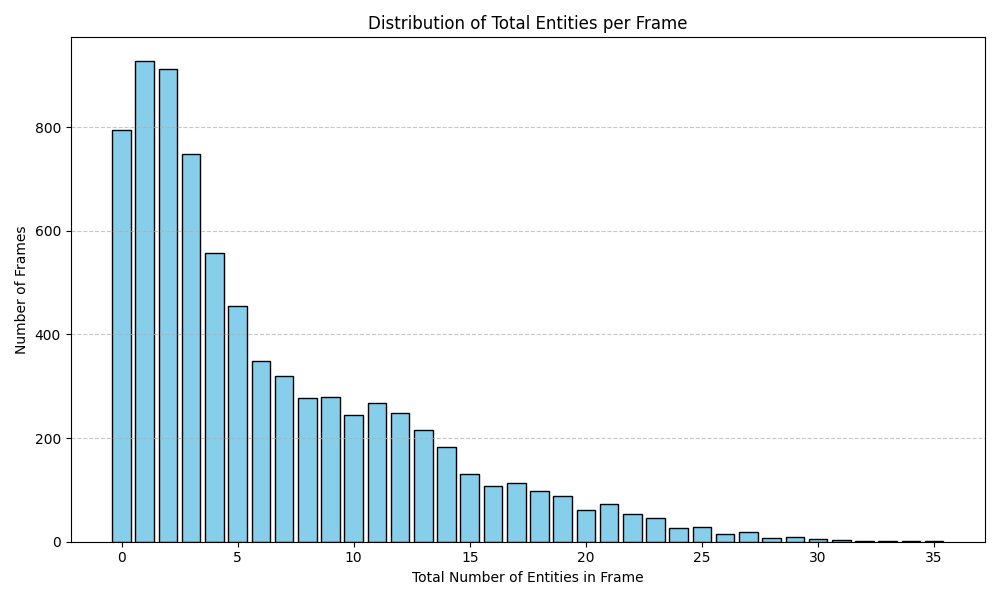 Distribution of Total Entities per Frame
Number of Frames
800
600
400
200
0
0 5 10 15 20 25 30 35
Total Number of Entities in Frame